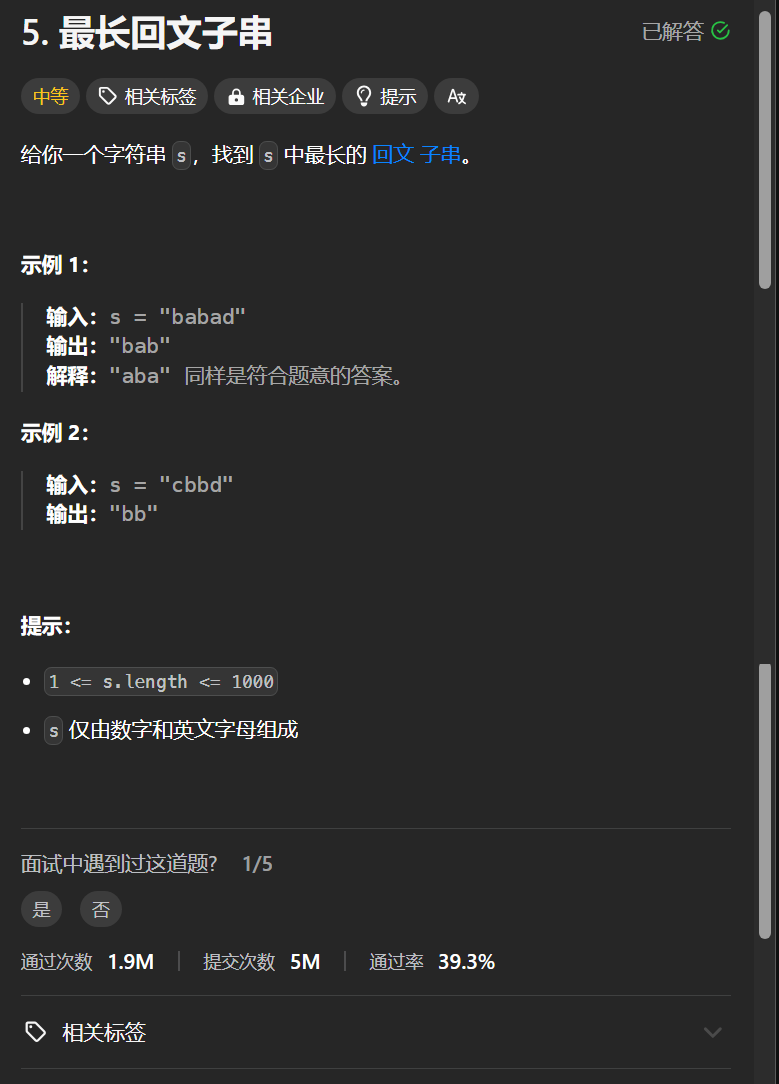 5. 最长回文子串
已解答
中等 相关标签 相关企业 提示 A文
给你一个字符串 s，找到 s 中最长的 回文 子串。
示例 1：
输入：s = "babad"
输出："bab"
解释："aba" 同样是符合题意的答案。
示例 2：
输入：s = "cbbd"
输出："bb"
提示：
1 <= s.length <= 1000
s 仅由数字和英文字母组成
面试中遇到过这道题? 1/5
是 否
通过次数 1.9M 提交次数 5M 通过率 39.3%
相关标签